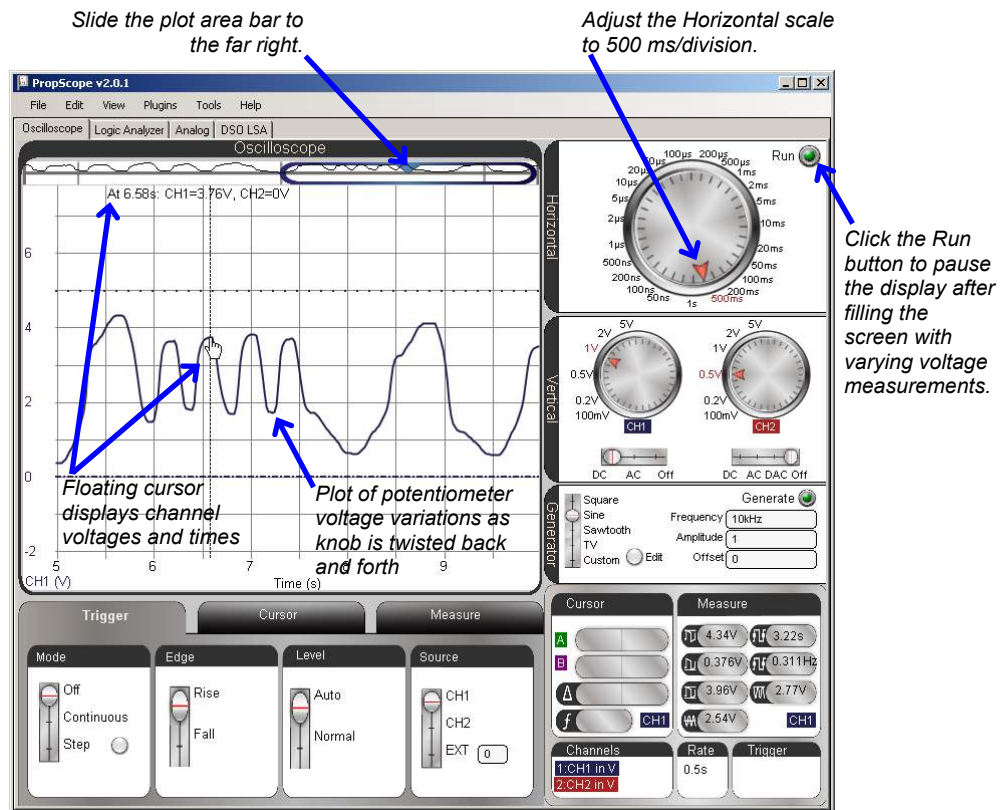 Slide the plot area bar to
the far right.
Adjust the Horizontal scale
to 500 ms/division.
PropScope v2.0.1
File Edit View Plugins Tools Help
Oscilloscope Logic Analyzer Analog DSO LSA
Oscilloscope
At 6.58s: CH1=3.76V, CH2=0V
6
4
2
0
-2
5 6 7 8 9
CH1 (V)
Time (s)
Floating cursor
displays channel
voltages and times
Plot of potentiometer
voltage variations as
knob is twisted back
and forth
Horizontal
Run
50µs 100µs 200µs 500µs
20µs 1ms
10µs 2ms
5µs 5ms
2µs 10ms
1µs 20ms
500ns 50ms
200ns 100ms
100ns 200ms
50ns 1s 500ms
Click the Run
button to pause
the display after
filling the
screen with
varying voltage
measurements.
Vertical
5V
2V
1V
0.5V
0.2V
100mV
CH1
DC AC Off
5V
2V
1V
0.5V
0.2V
100mV
CH2
DC AC DAC Off
Generator
Square
Sine
Sawtooth
TV
Custom
Edit
Generate
Frequency 10kHz
Amplitude 1
Offset 0
Trigger Cursor Measure
Mode
Off
Continuous
Step
Edge
Rise
Fall
Level
Auto
Normal
Source
CH1
CH2
EXT 0
Cursor
A
B
Δ
f CH1
Measure
4.34V 3.22s
0.376V 0.311Hz
3.96V 2.77V
2.54V CH1
Channels
1:CH1 in V
2:CH2 in V
Rate
0.5s
Trigger